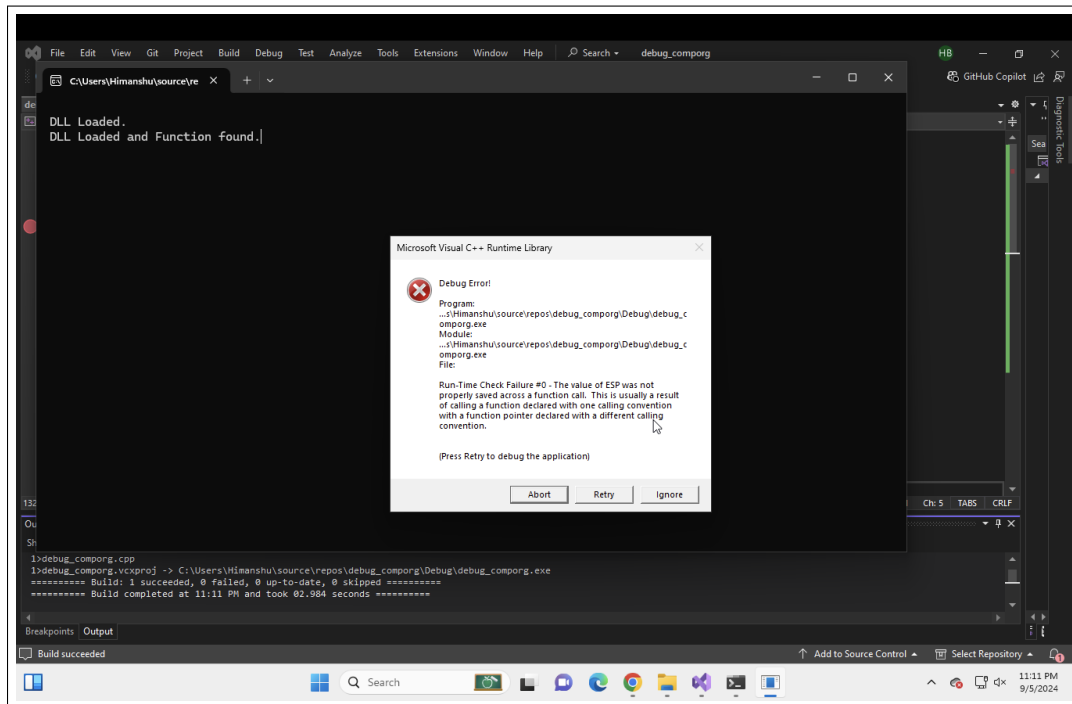 File Edit View Git Project Build Debug Test Analyze Tools Extensions Window Help Search debug_comporg HB
C:\Users\Himanshu\source\re
GitHub Copilot
de
DLL Loaded.
DLL Loaded and Function found.
Diagnostic Tools
Sea
Microsoft Visual C++ Runtime Library
Debug Error!
Program:
...s\Himanshu\source\repos\debug_comporg\Debug\debug_c
omporg.exe
Module:
...s\Himanshu\source\repos\debug_comporg\Debug\debug_c
omporg.exe
File:
Run-Time Check Failure #0 - The value of ESP was not
properly saved across a function call. This is usually a result
of calling a function declared with one calling convention
with a function pointer declared with a different calling
convention.
(Press Retry to debug the application)
Abort Retry Ignore
132
Ch: 5 TABS CRLF
Ou
Sh
1>debug_comporg.cpp
1>debug_comporg.vcxproj -> C:\Users\Himanshu\source\repos\debug_comporg\Debug\debug_comporg.exe
========== Build: 1 succeeded, 0 failed, 0 up-to-date, 0 skipped ==========
========== Build completed at 11:11 PM and took 02.984 seconds ==========
Breakpoints Output
Build succeeded Add to Source Control Select Repository 1
Search
11:11 PM
9/5/2024